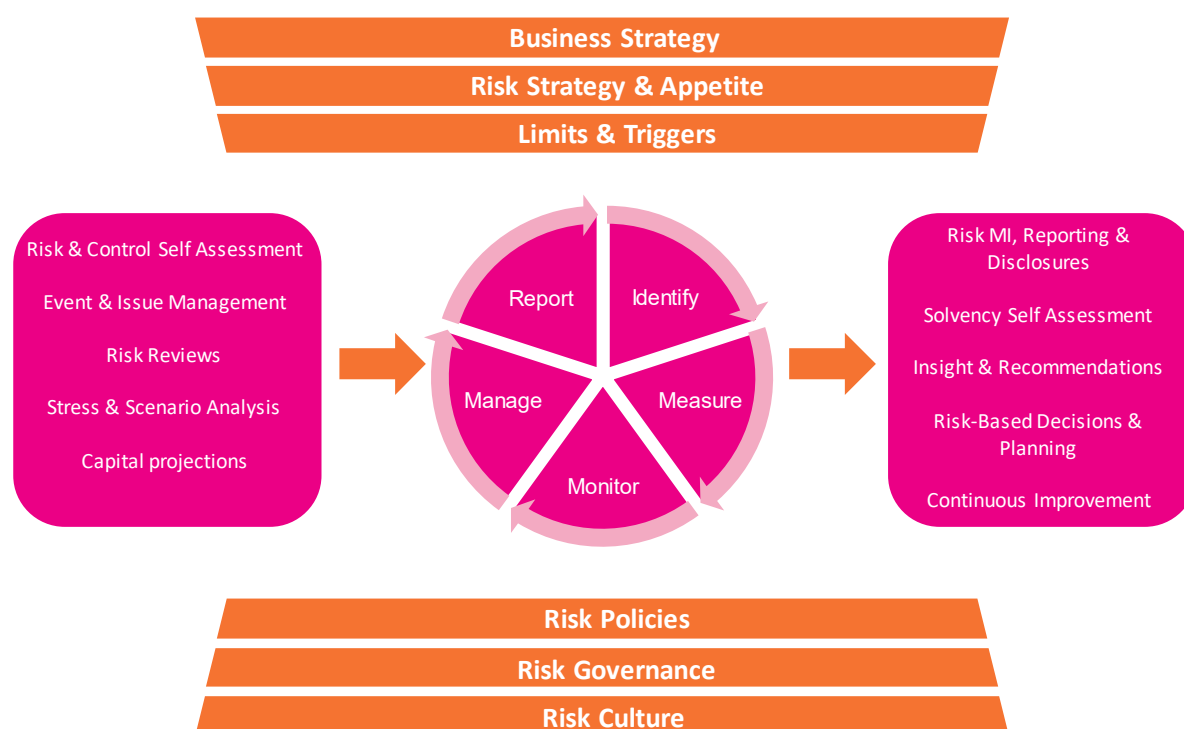 Business Strategy
Risk Strategy & Appetite
Limits & Triggers
Risk & Control Self Assessment
Event & Issue Management
Risk Reviews
Stress & Scenario Analysis
Capital projections
Report
Identify
Manage
Measure
Monitor
Risk MI, Reporting &
Disclosures
Solvency Self Assessment
Insight & Recommendations
Risk-Based Decisions &
Planning
Continuous Improvement
Risk Policies
Risk Governance
Risk Culture